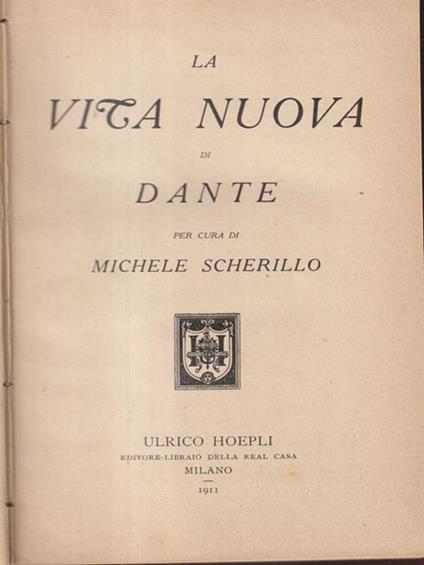 LA
VITA NUOVA
DI
DANTE
PER CURA DI
MICHELE SCHERILLO
ULRICO HOEPLI
EDITORE-LIBRAIO DELLA REAL CASA
MILANO
—
1911